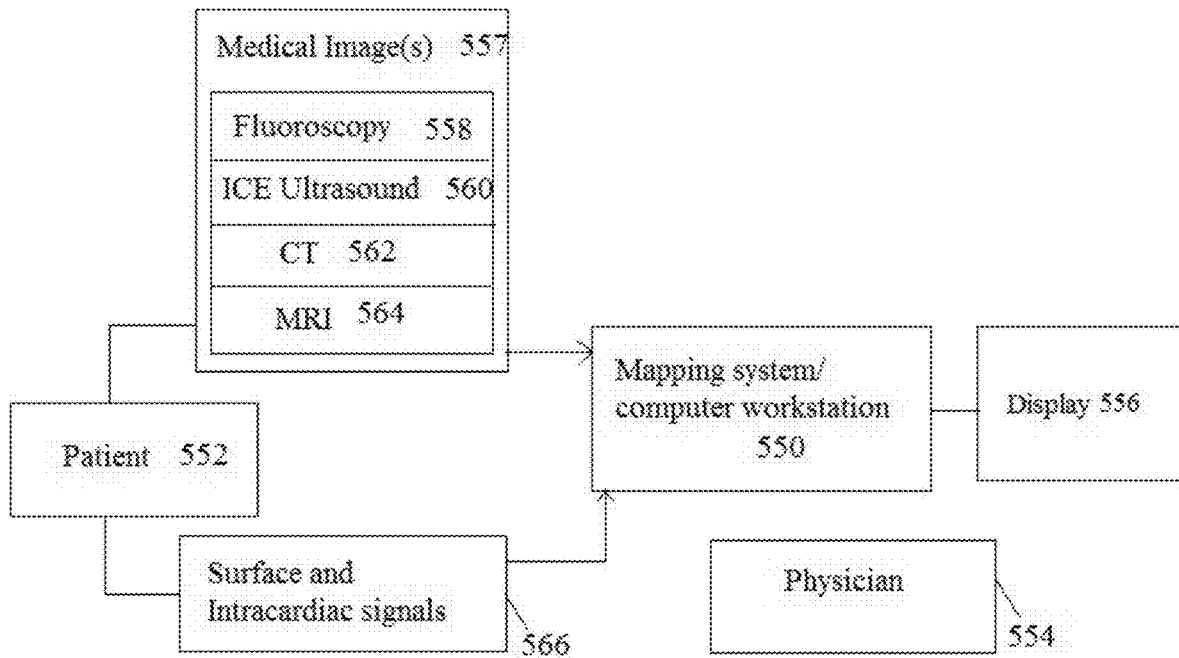 Medical Image(s) 557
Fluoroscopy 558
ICE Ultrasound 560
CT 562
MRI 564
Patient 552
Surface and
Intracardiac signals
566
Mapping system/
computer workstation
550
Display 556
Physician
554